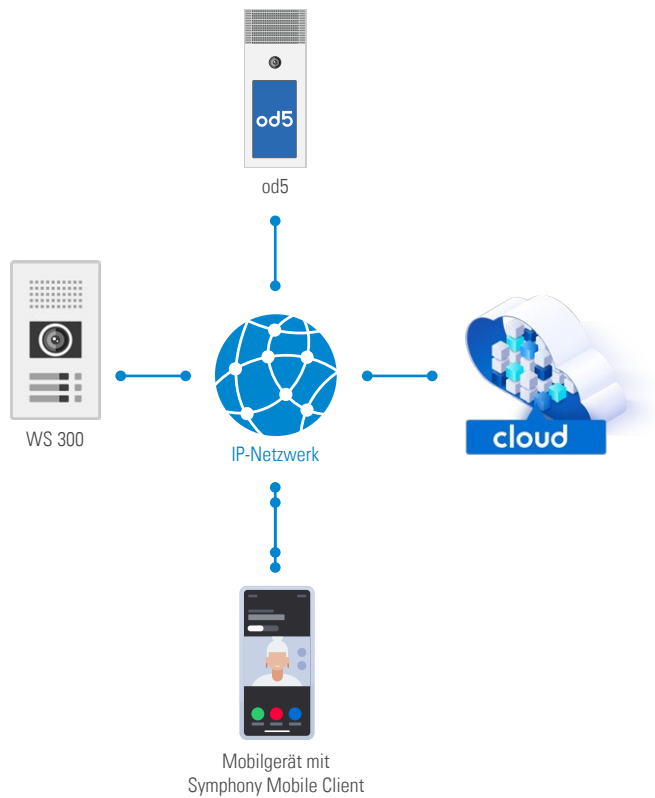 od5
od5
WS 300
IP-Netzwerk
cloud
Mobilgerät mit
Symphony Mobile Client